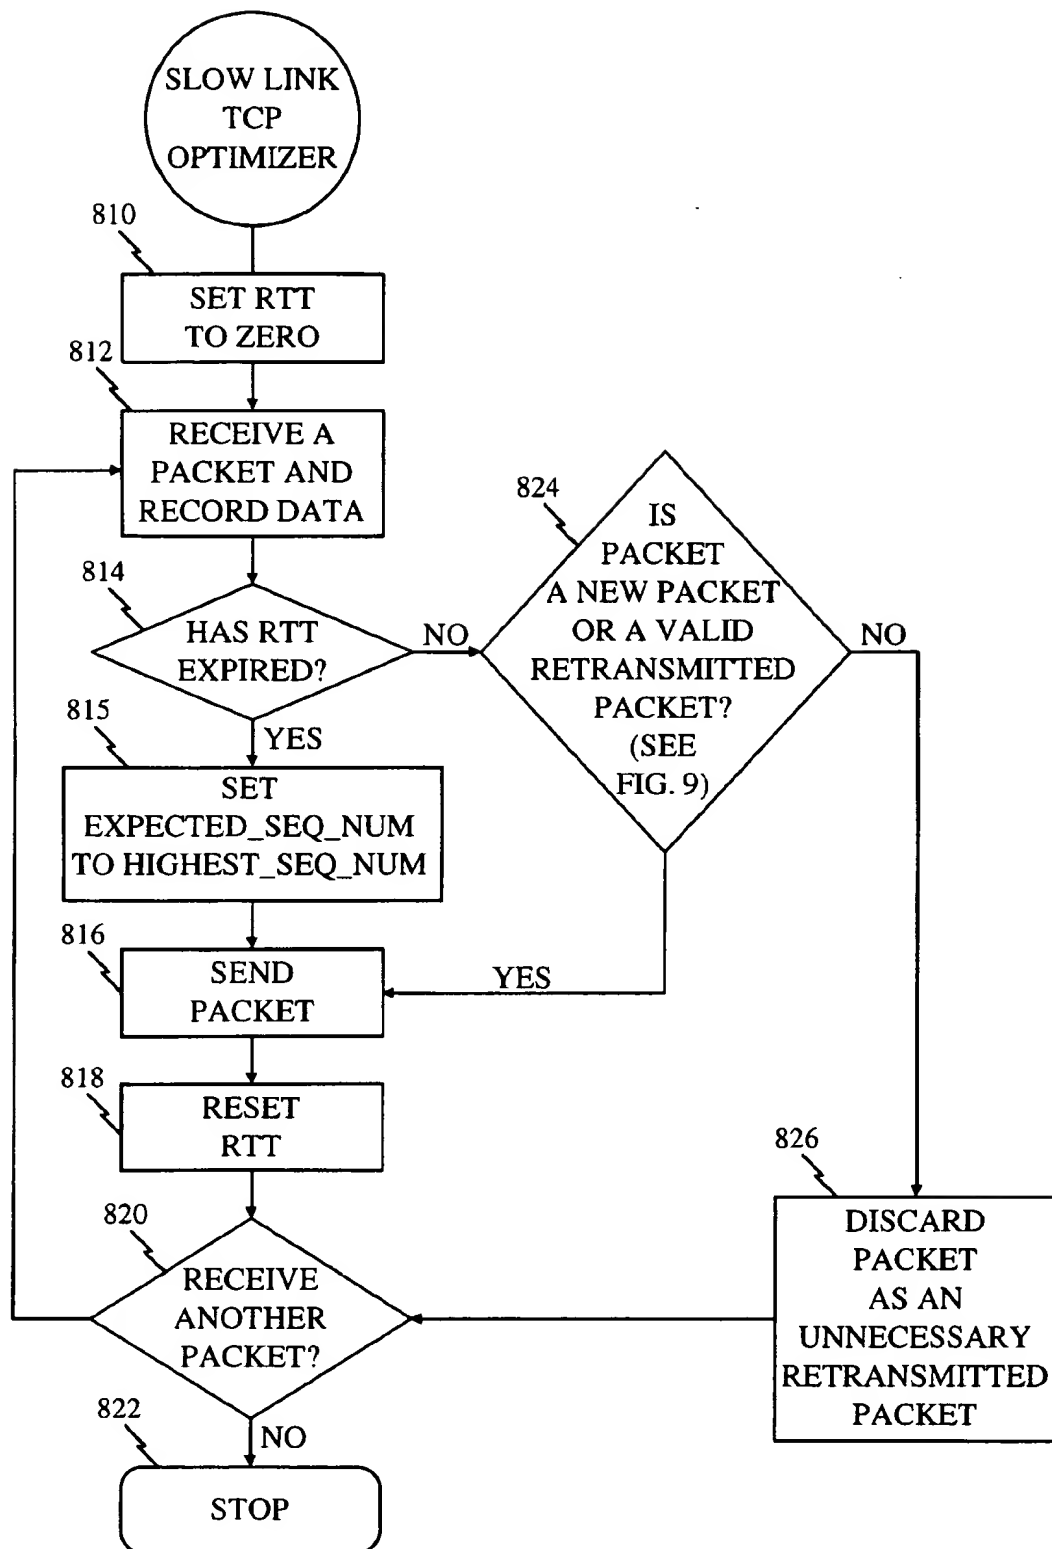 SLOW LINK
TCP
OPTIMIZER
810
SET RTT
TO ZERO
812
RECEIVE A
PACKET AND
RECORD DATA
814
HAS RTT
EXPIRED?
NO
YES
824
IS
PACKET
A NEW PACKET
OR A VALID
RETRANSMITTED
PACKET?
(SEE
FIG. 9)
NO
YES
815
SET
EXPECTED_SEQ_NUM
TO HIGHEST_SEQ_NUM
816
SEND
PACKET
818
RESET
RTT
820
RECEIVE
ANOTHER
PACKET?
NO
826
DISCARD
PACKET
AS AN
UNNECESSARY
RETRANSMITTED
PACKET
822
STOP